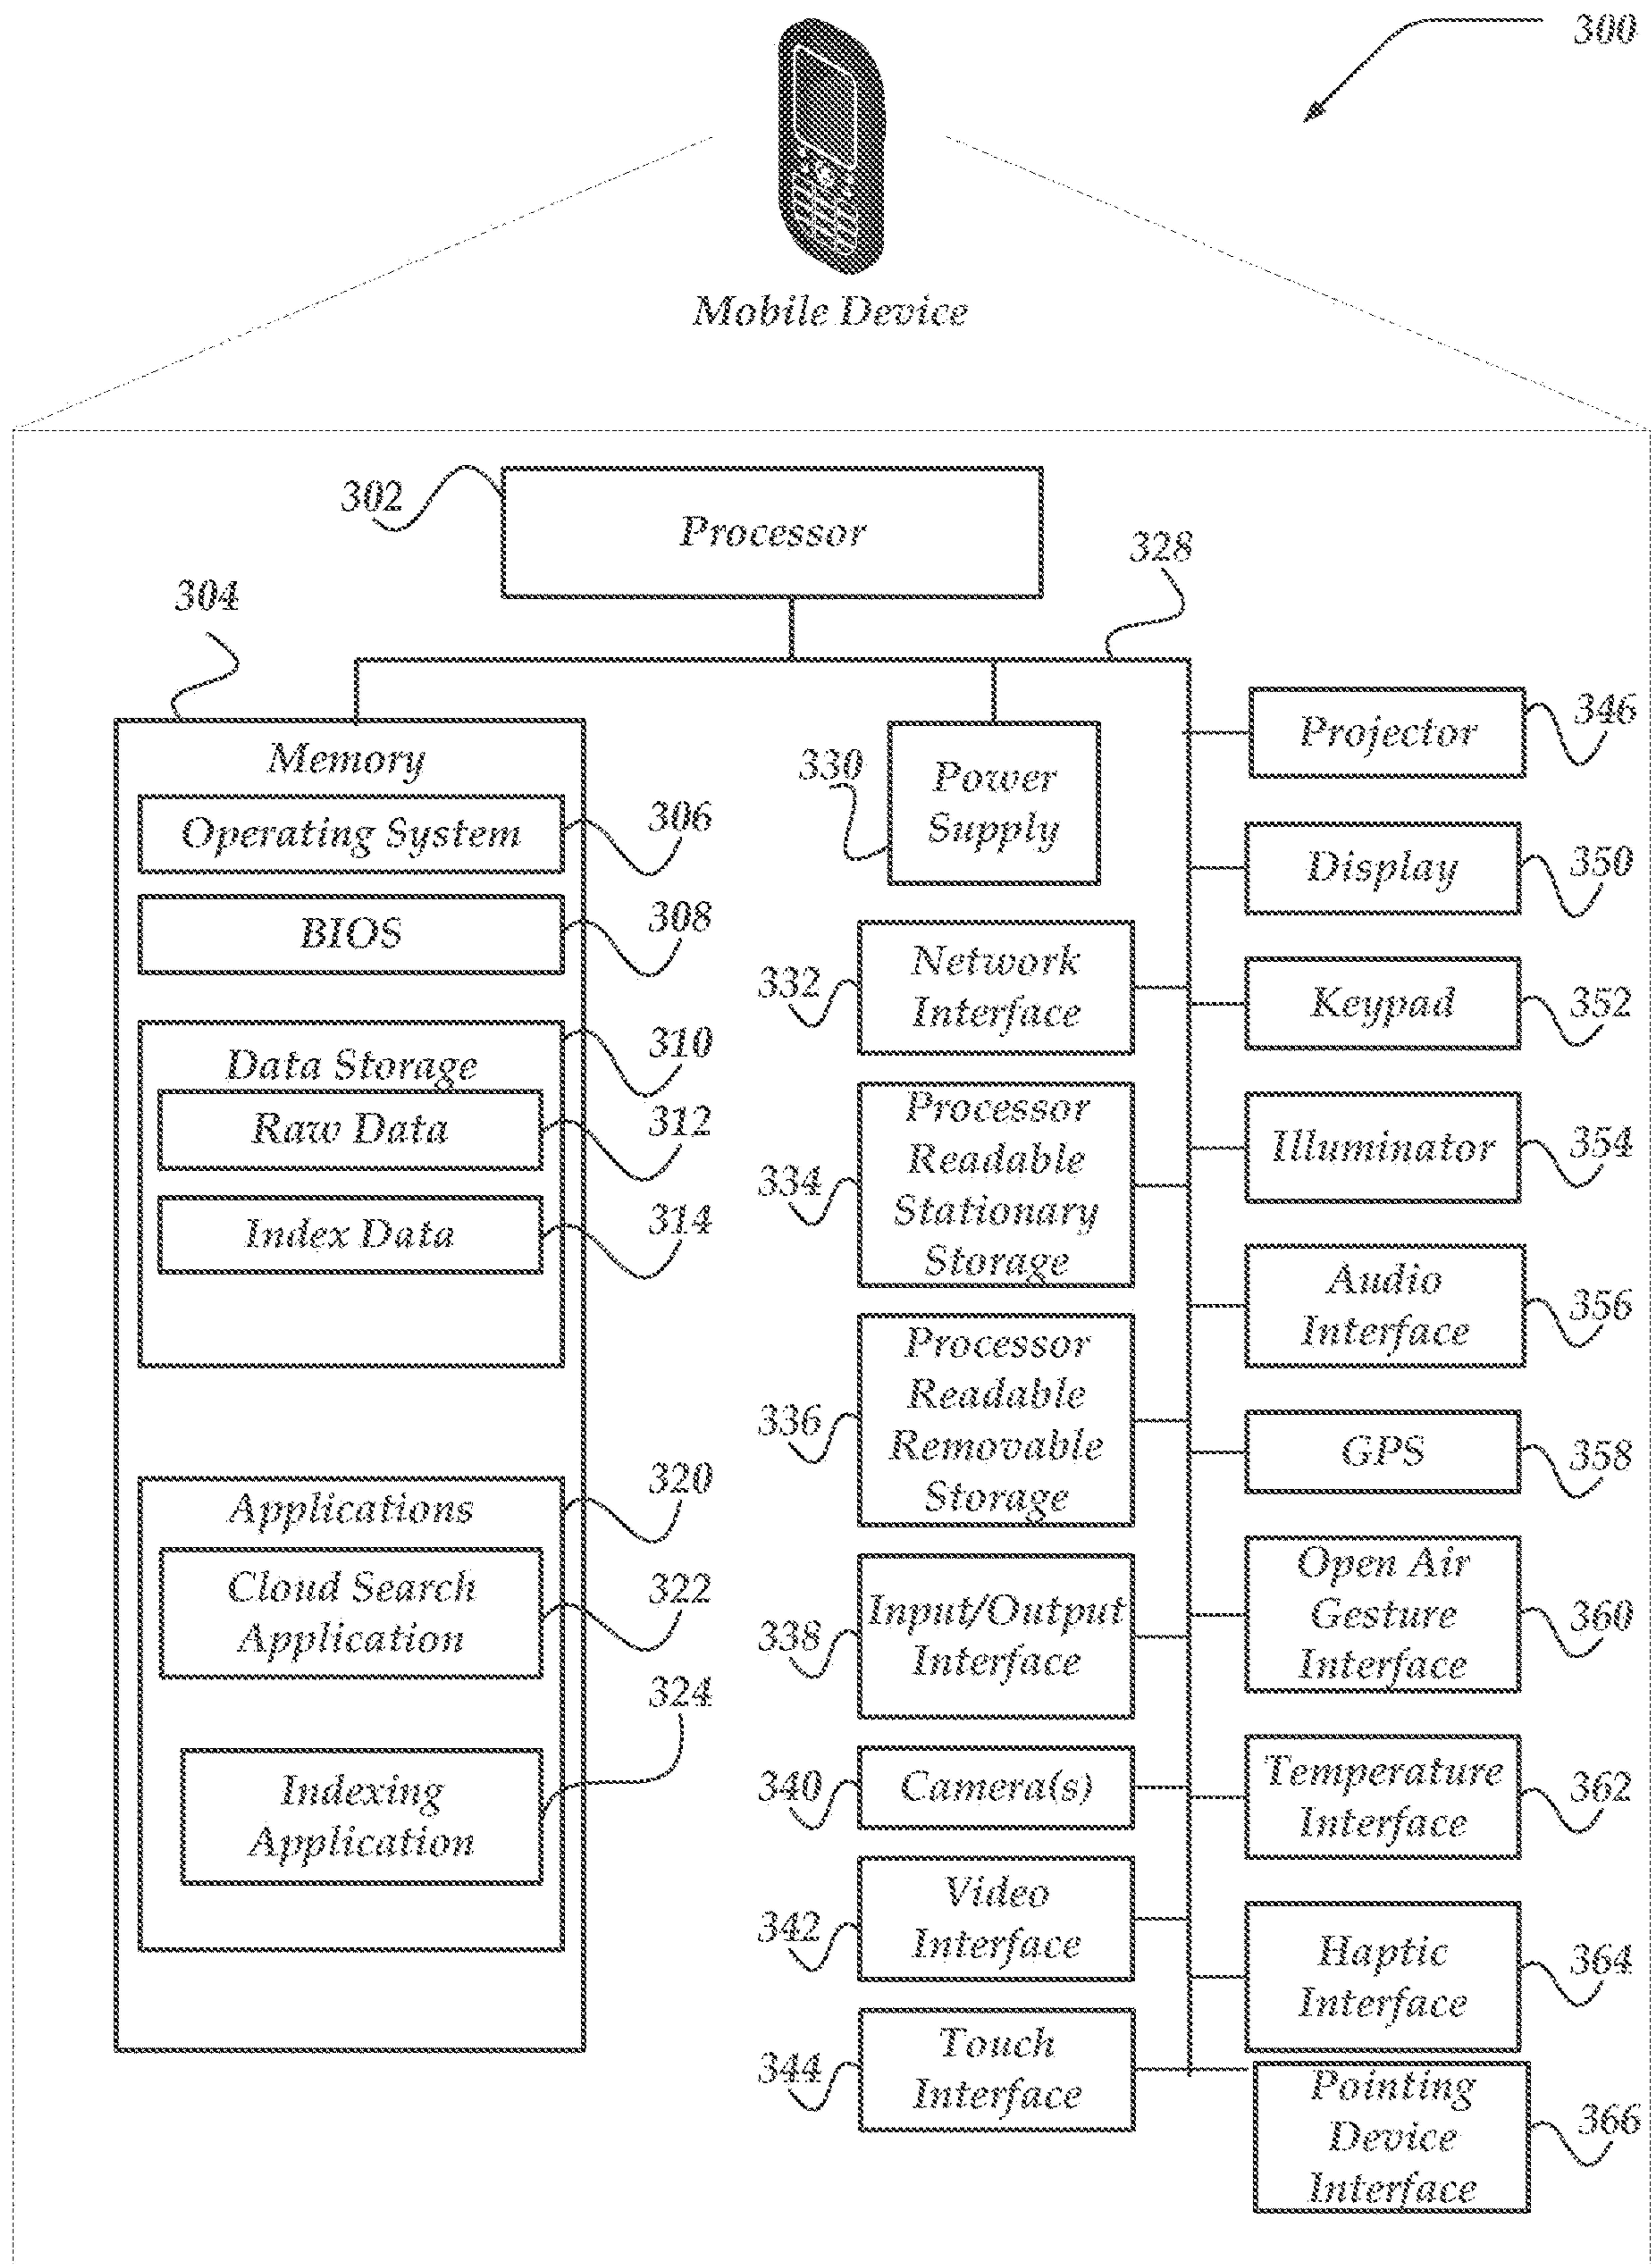 300
Mobile Device
302
Processor
328
304
Memory
Operating System
306
BIOS
308
Data Storage
310
Raw Data
312
Index Data
314
Applications
320
Cloud Search
Application
322
324
Indexing
Application
330
Power
Supply
332
Network
Interface
334
Processor
Readable
Stationary
Storage
336
Processor
Readable
Removable
Storage
338
Input/Output
Interface
340
Camera(s)
342
Video
Interface
344
Touch
Interface
Projector
346
Display
350
Keypad
352
Illuminator
354
Audio
Interface
356
GPS
358
Open Air
Gesture
Interface
360
Temperature
Interface
362
Haptic
Interface
364
Pointing
Device
Interface
366